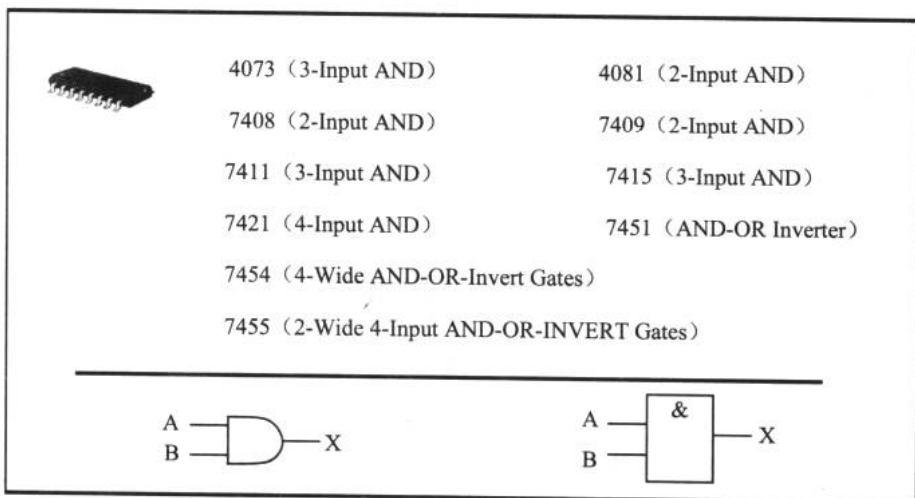 4073（3-Input AND） 4081（2-Input AND）
7408（2-Input AND） 7409（2-Input AND）
7411（3-Input AND） 7415（3-Input AND）
7421（4-Input AND） 7451（AND-OR Inverter）
7454（4-Wide AND-OR-Invert Gates）
7455（2-Wide 4-Input AND-OR-INVERT Gates）
A B X A B & X